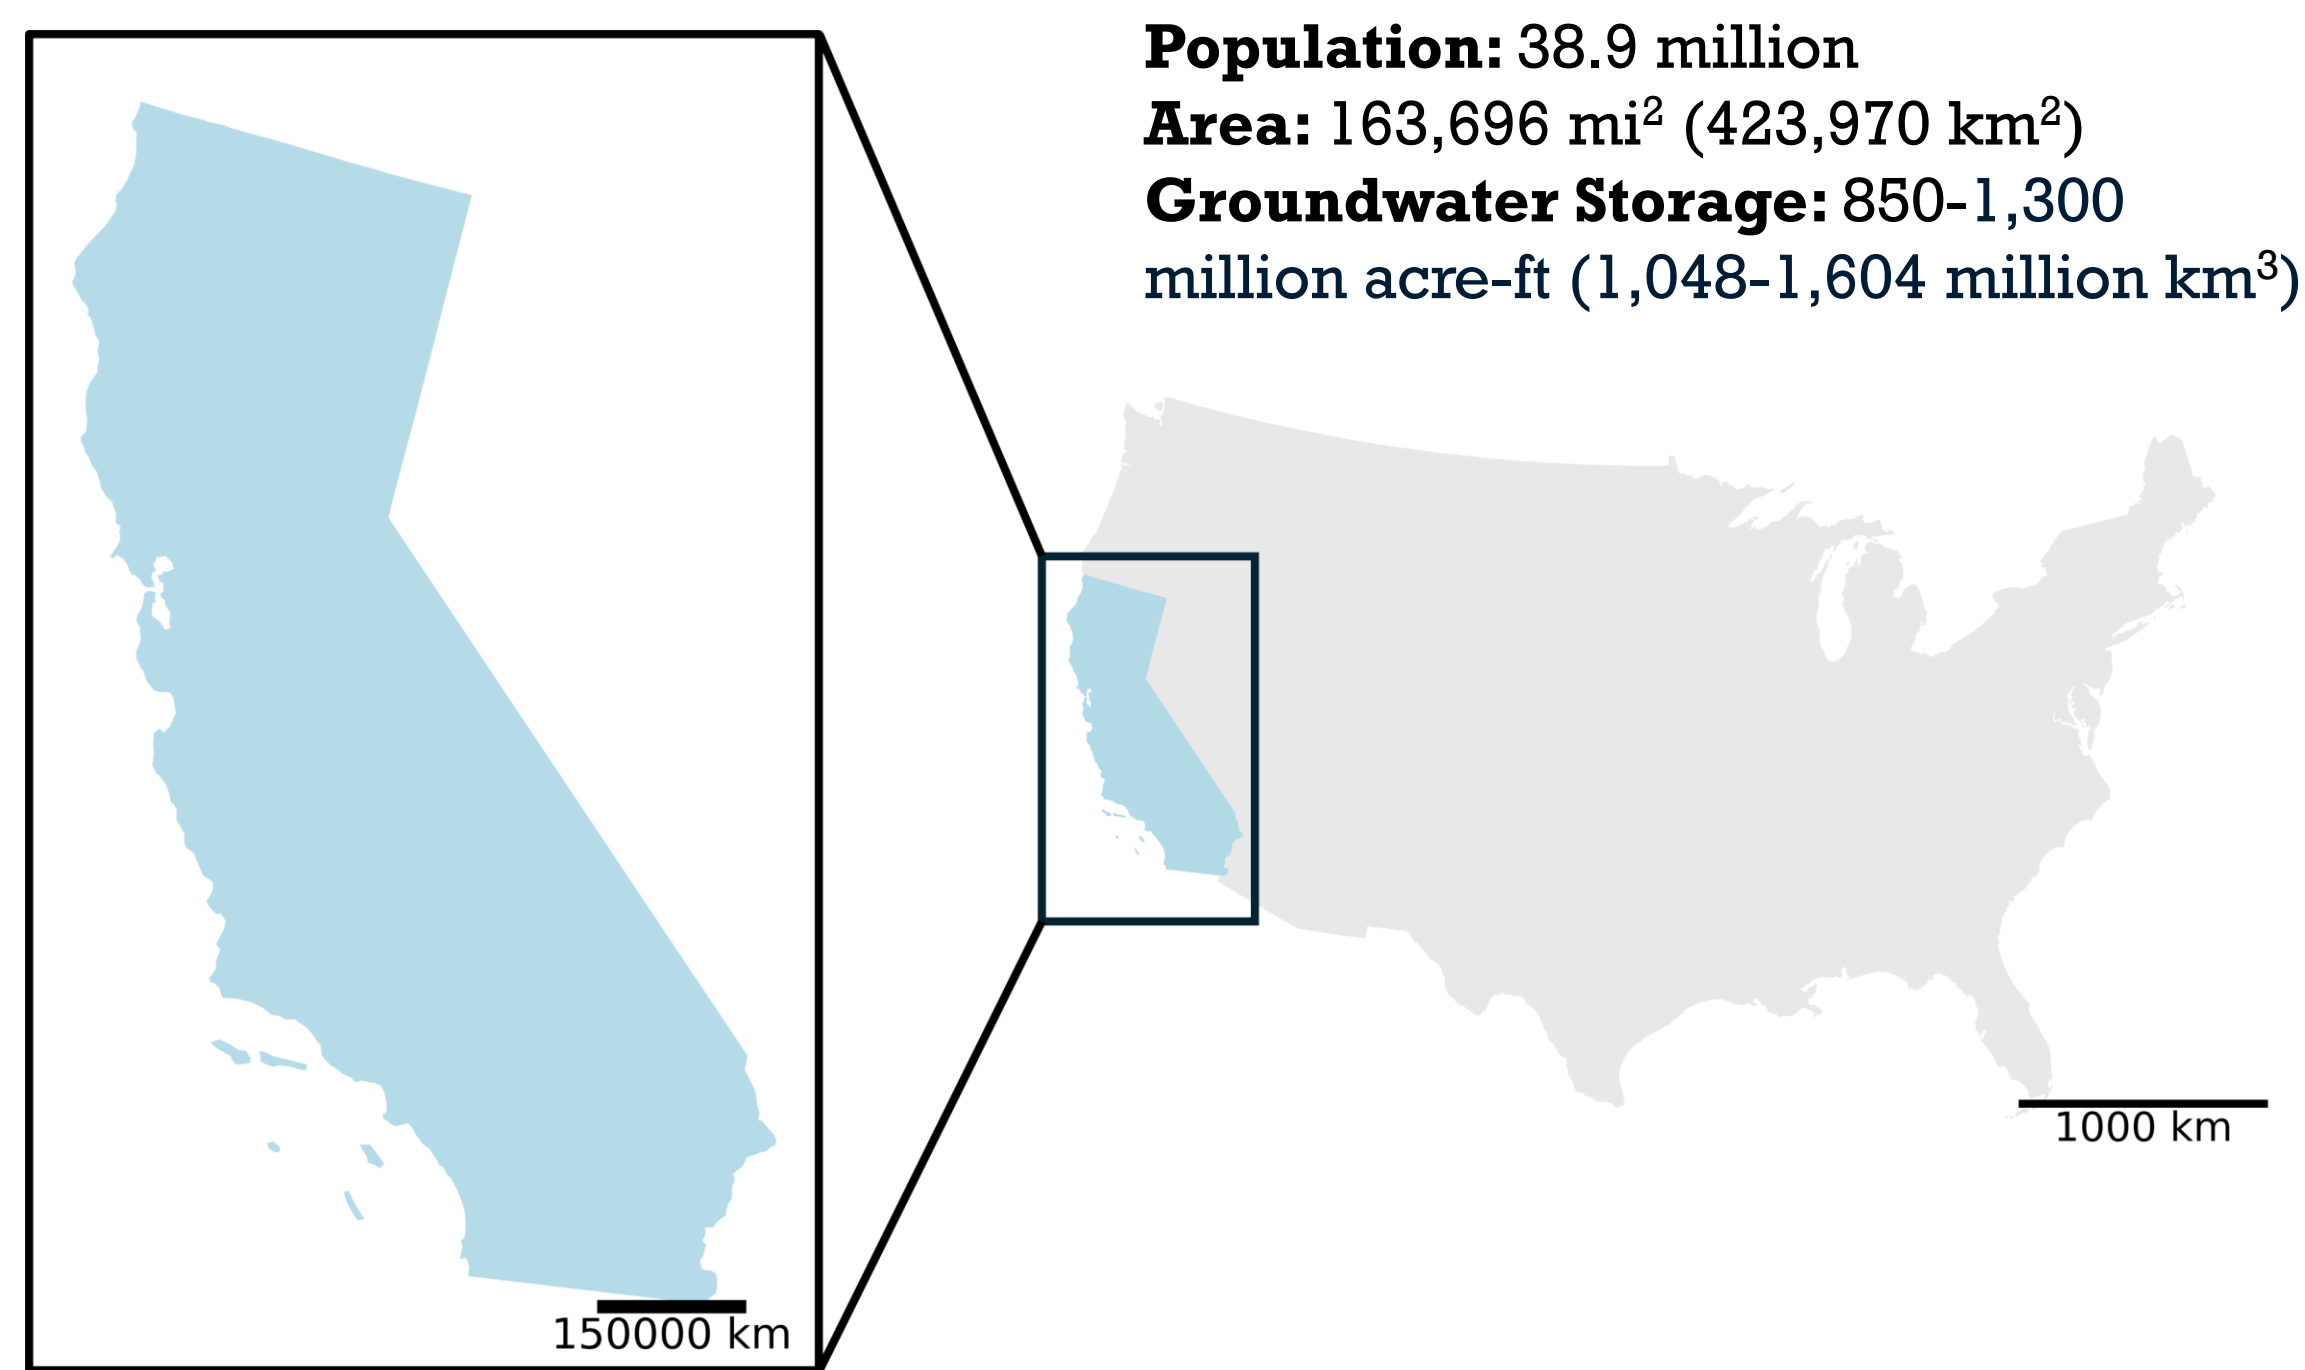 Population: 38.9 million
Area: 163,696 mi² (423,970 km²)
Groundwater Storage: 850-1,300
million acre-ft (1,048-1,604 million km³)
1000 km
150000 km